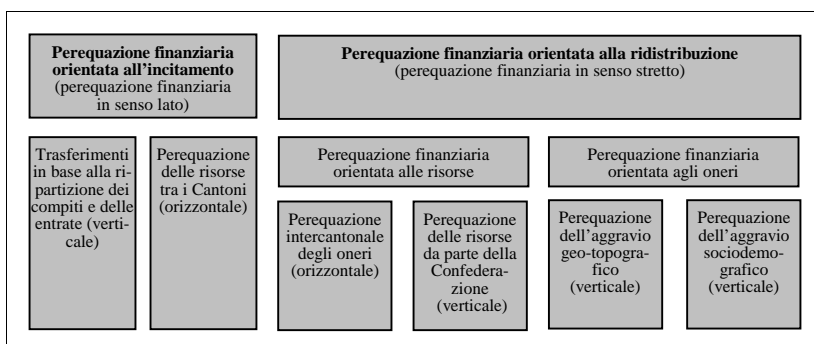 Perequazione finanziaria
orientata all'incitamento
(perequazione finanziaria
in senso lato)
Perequazione finanziaria orientata alla ridistribuzione
(perequazione finanziaria in senso stretto)
Trasferimenti
in base alla ri-
partizione dei
compiti e delle
entrate (verti-
cale)
Perequazione
delle risorse
tra i Cantoni
(orizzontale)
Perequazione finanziaria
orientata alle risorse
Perequazione finanziaria
orientata agli oneri
Perequazione
intercantonale
degli oneri
(orizzontale)
Perequazione
delle risorse
da parte della
Confedera-
zione
(verticale)
Perequazione
dell'aggravio
geo-topogra-
fico
(verticale)
Perequazione
dell'aggravio
sociodemo-
grafico
(verticale)